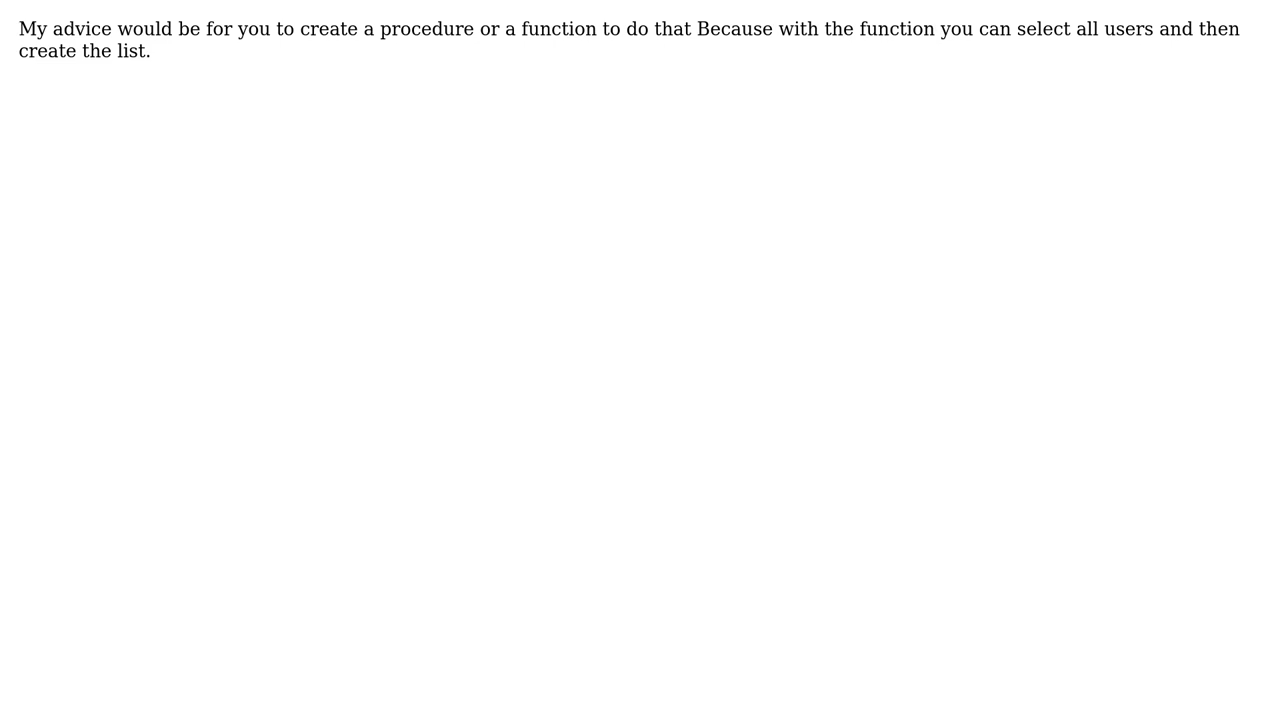 My advice would be for you to create a procedure or a function to do that Because with the function you can select all users and then
create the list.